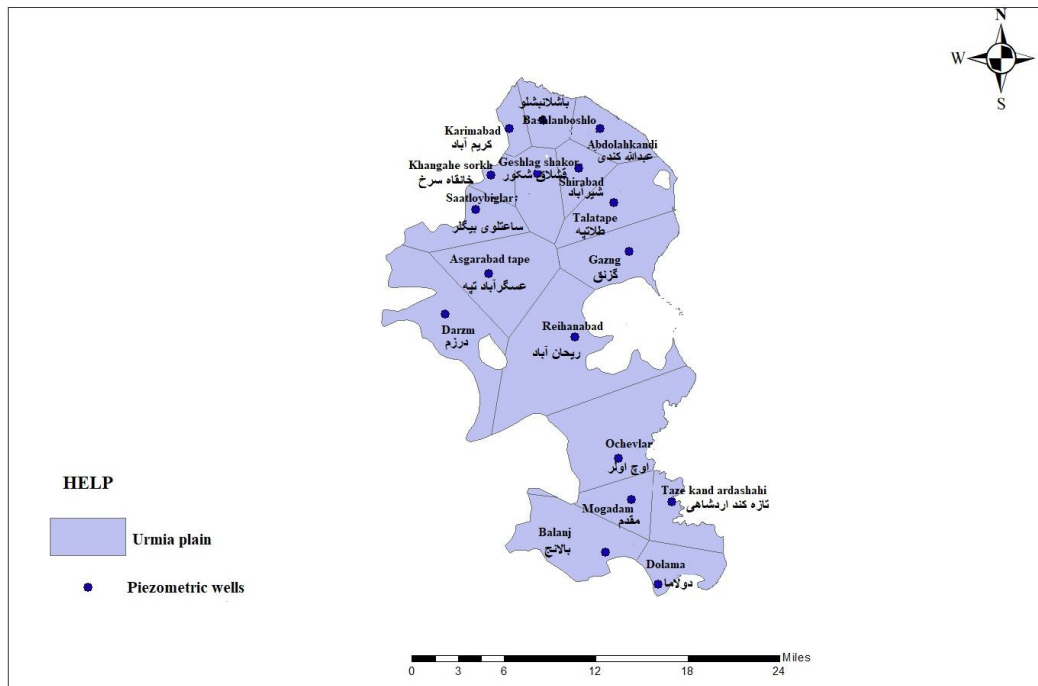 N
W
S
باشلانبشلو
Bashlanboshlo
Karimabad
کریم آباد
Abdolahkandi
عبدالله کندی
Khangahe sorkh
خانقاه سرخ
Geshlag shakor
قشلاق شکور
Shirabad
شیرآباد
Saatloybiglar
ساعتلوی بیگلر
Talatape
طلاتپه
Asgarabad tape
عسگرآباد تپه
Gazng
گزنق
Darzm
درزم
Reihanabad
ریحان آباد
Ochevlar
اوچ اولر
Taze kand ardashahi
تازه کند اردشاهی
Mogadam
مقدم
Balanj
بالانج
Dolama
دولاما
HELP
Urmia plain
Piezometric wells
Miles
0 3 6 12 18 24